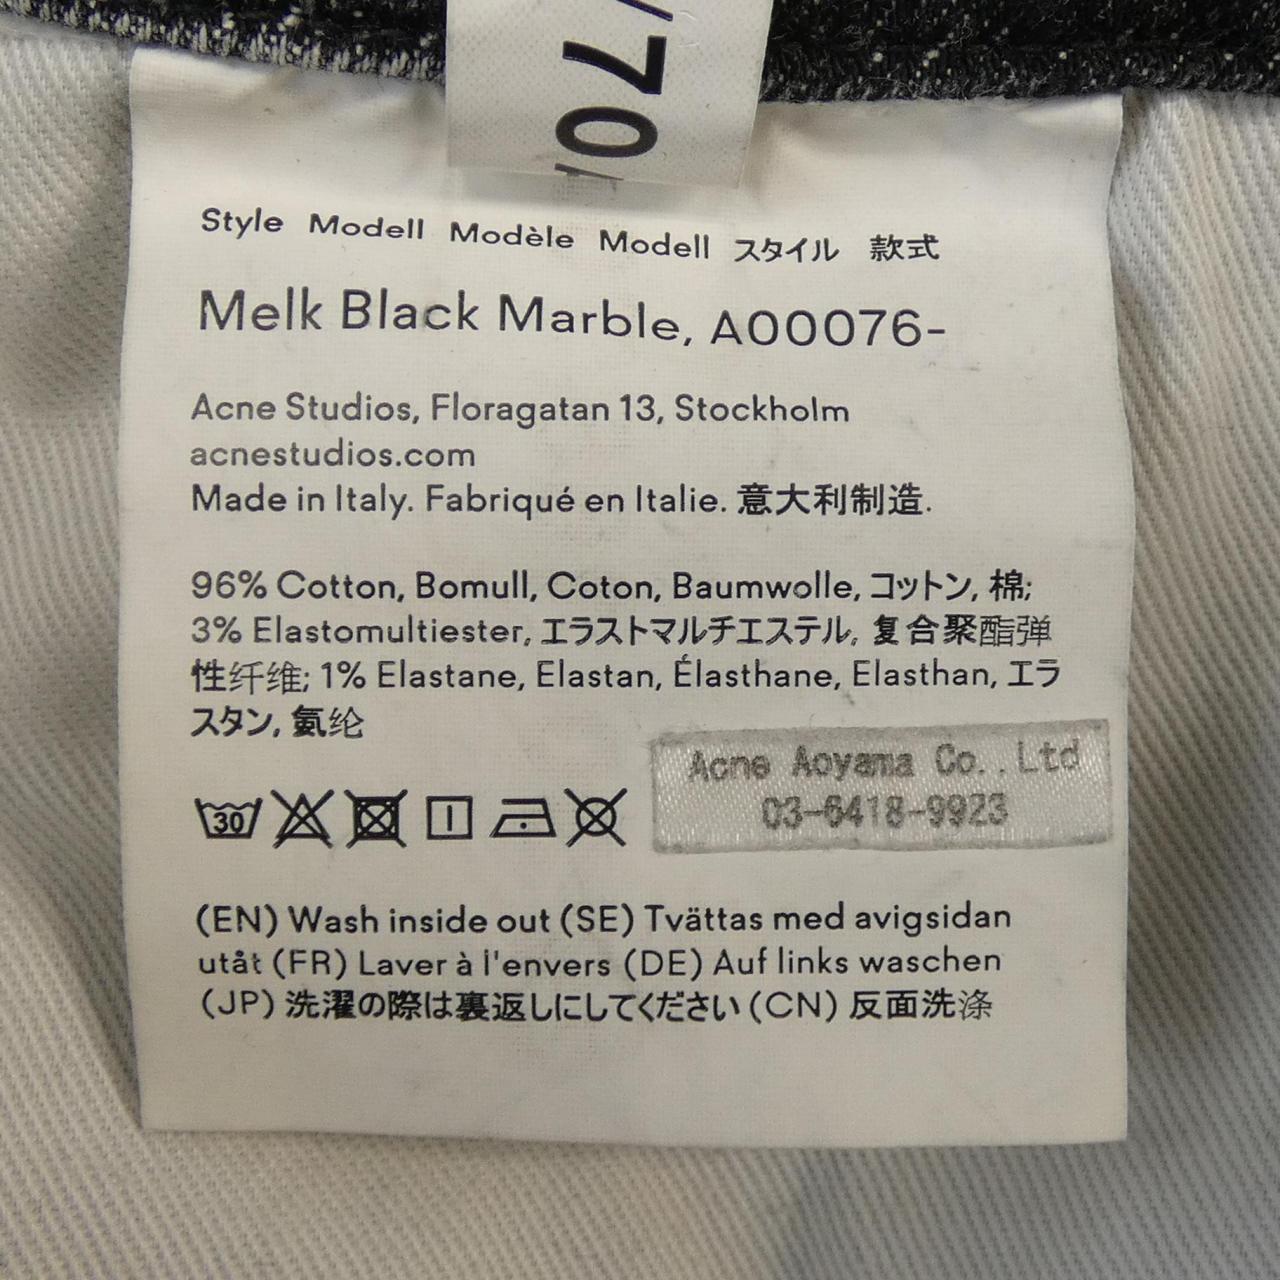 /70
Style Modell Modèle Modell スタイル 款式
Melk Black Marble, A00076-
Acne Studios, Floragatan 13, Stockholm
acnestudios.com
Made in Italy. Fabriqué en Italie. 意大利制造.
96% Cotton, Bomull, Coton, Baumwolle, コットン, 棉;
3% Elastomultiester, エラストマルチエステル, 复合聚酯弹
性纤维; 1% Elastane, Elastan, Élasthane, Elasthan, エラ
スタン, 氨纶
Acne Aoyama Co., Ltd
03-6418-9923
30
(EN) Wash inside out (SE) Tvättas med avigsidan
utåt (FR) Laver à l'envers (DE) Auf links waschen
(JP) 洗濯の際は裏返しにしてください (CN) 反面洗涤